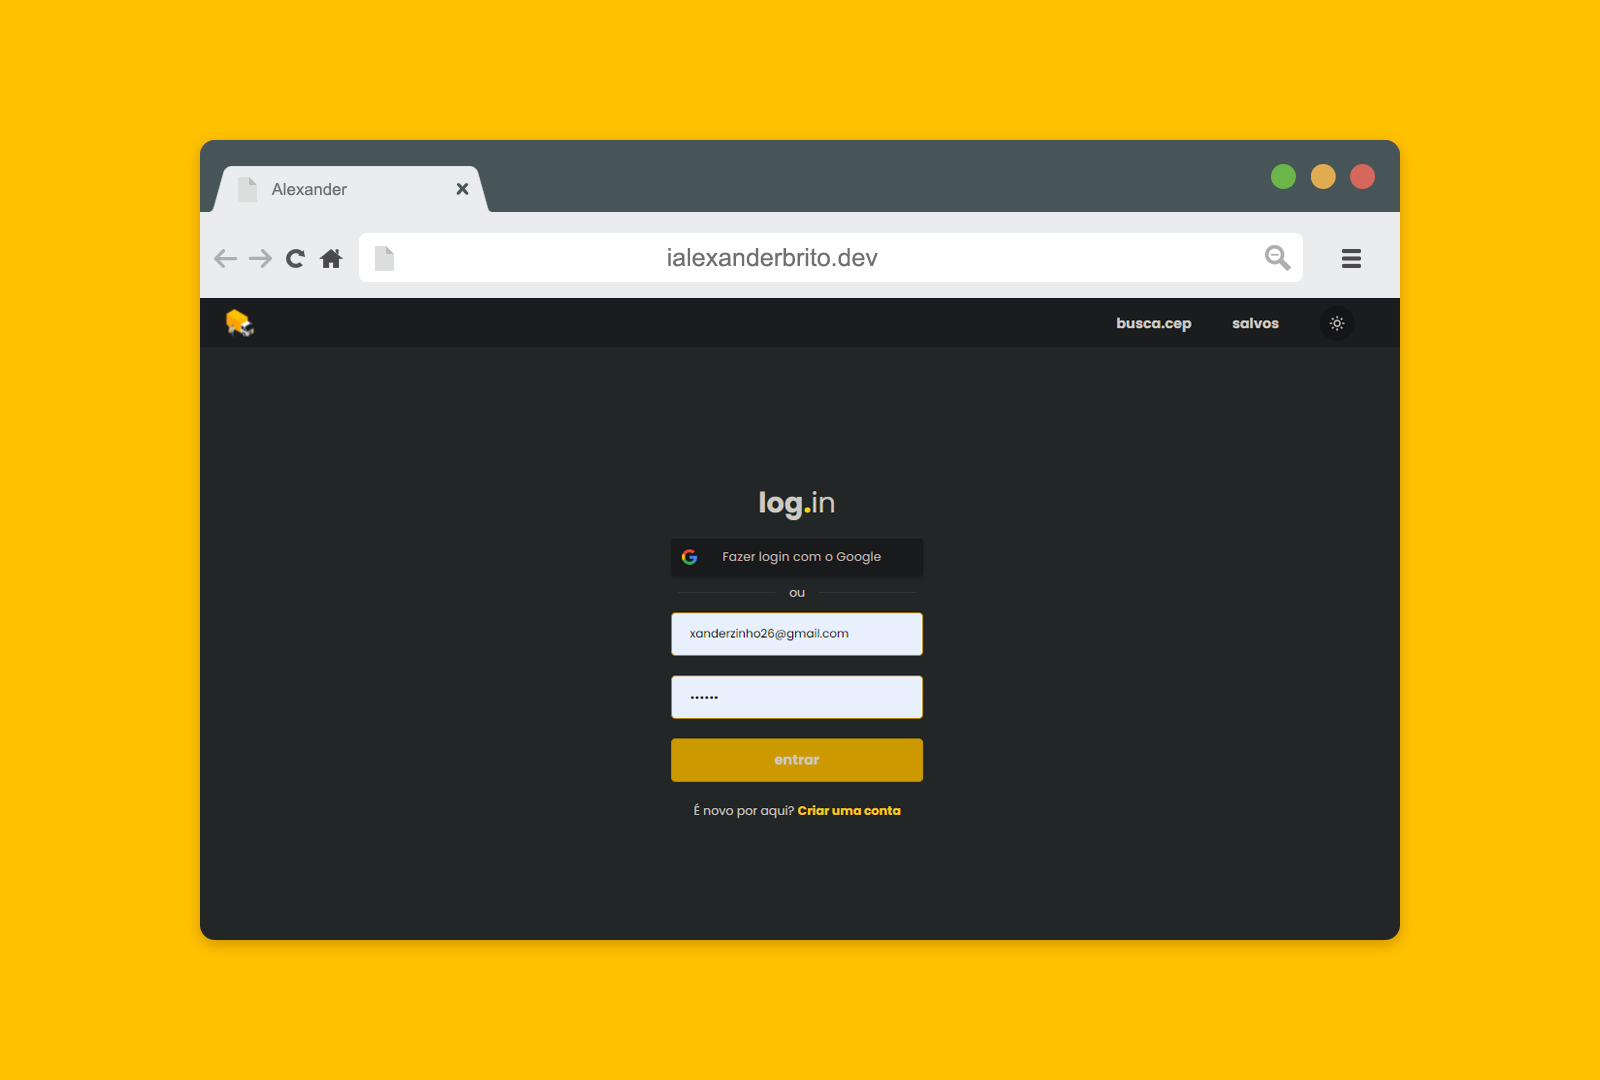 Alexander
ialexanderbrito.dev
busca.cep salvos
log.in
Fazer login com o Google
ou
xanderzinho26@gmail.com
••••••
entrar
É novo por aqui? Criar uma conta